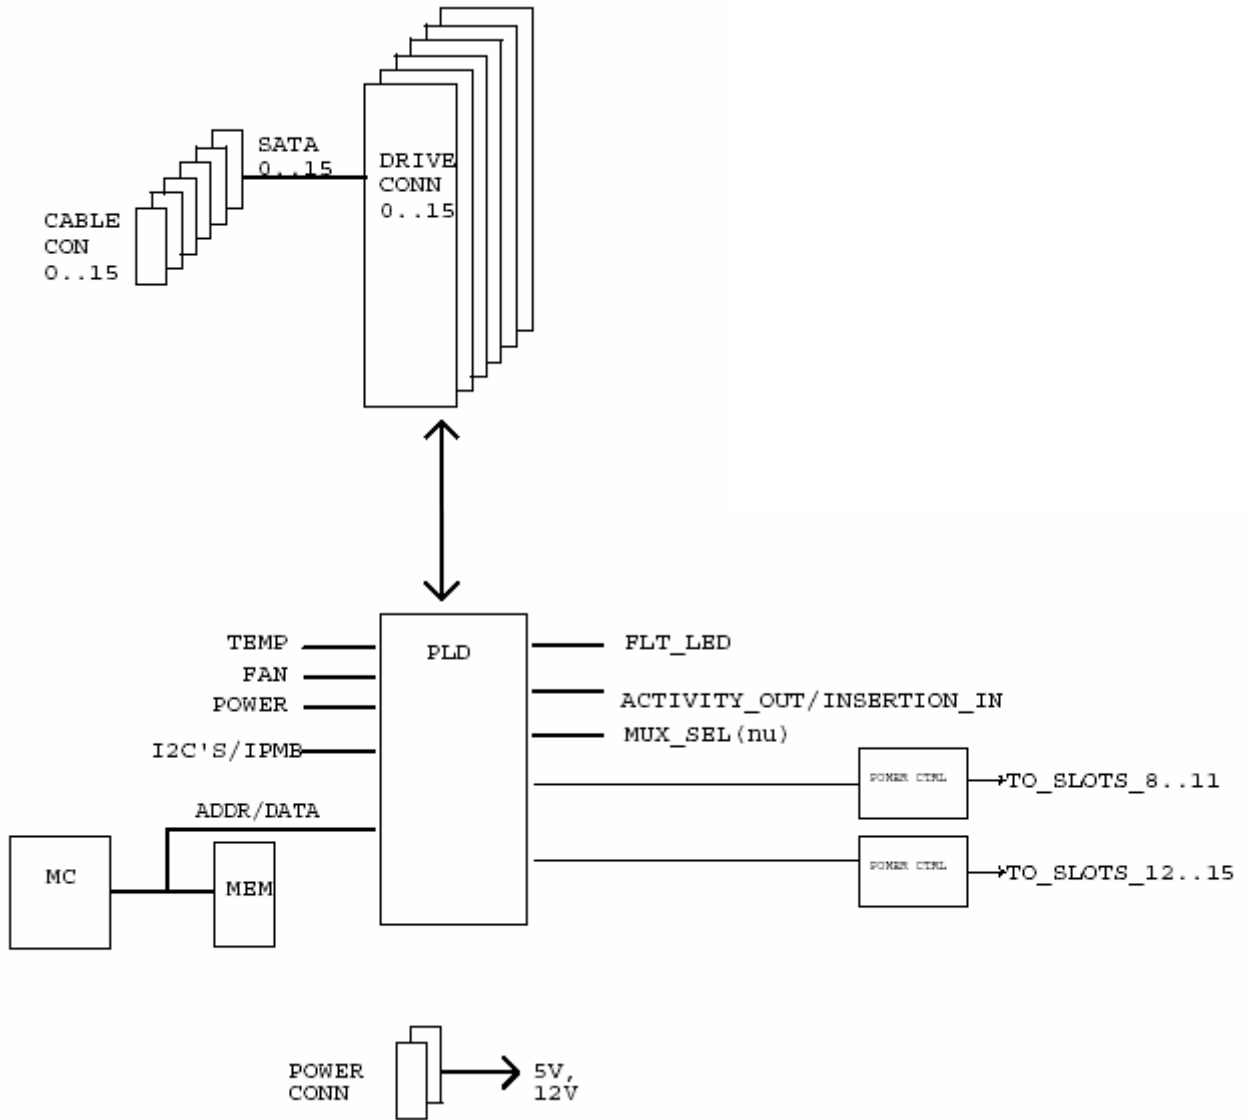 SATA
0..15
DRIVE
CONN
0..15
CABLE
CON
0..15
TEMP
FAN
POWER
I2C'S/IPMB
ADDR/DATA
MC
MEM
PLD
FLT_LED
ACTIVITY_OUT/INSERTION_IN
MUX_SEL(nu)
POWER CTRL
TO_SLOTS_8..11
POWER CTRL
TO_SLOTS_12..15
POWER
CONN
5V,
12V